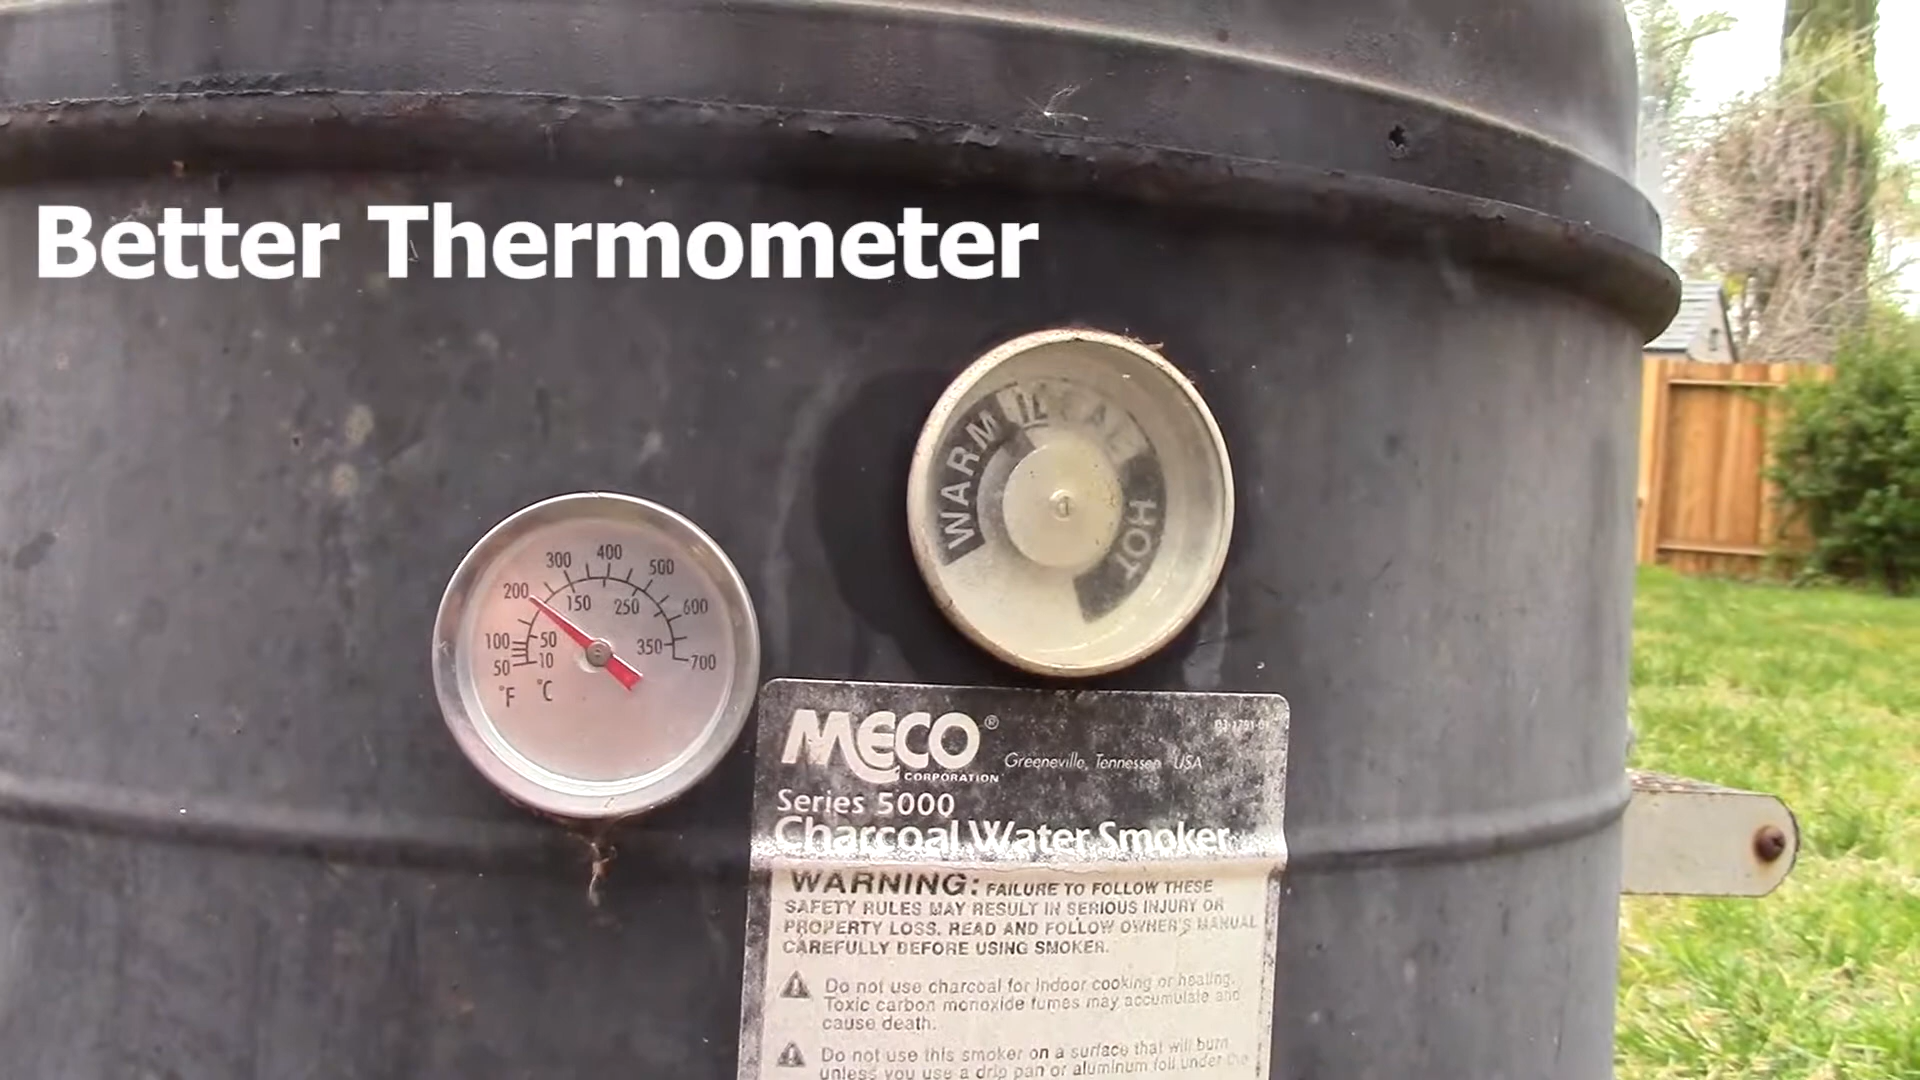 Better Thermometer
WARM IDEAL HOT
50 100 200 300 400 500 600 700
10 50 150 250 350
°F °C
MECO®
CORPORATION
Greeneville, Tennessee USA
Series 5000
Charcoal Water Smoker
WARNING: FAILURE TO FOLLOW THESE
SAFETY RULES MAY RESULT IN SERIOUS INJURY OR
PROPERTY LOSS. READ AND FOLLOW OWNER'S MANUAL
CAREFULLY BEFORE USING SMOKER.
Do not use charcoal for indoor cooking or heating.
Toxic carbon monoxide fumes may accumulate and
cause death.
Do not use this smoker on a surface that will burn
unless you use a drip pan or aluminum foil under the